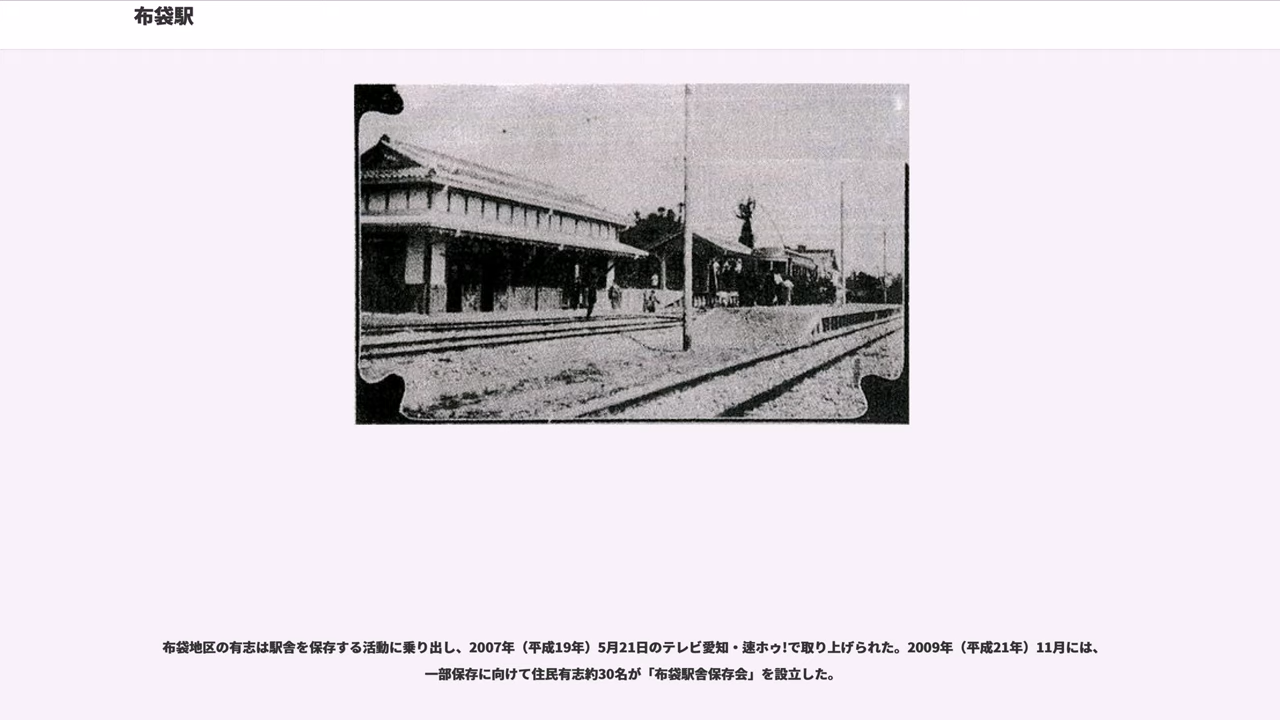 布袋駅
布袋地区の有志は駅舎を保存する活動に乗り出し、2007年（平成19年）5月21日のテレビ愛知・速ホゥ!で取り上げられた。2009年（平成21年）11月には、
一部保存に向けて住民有志約30名が「布袋駅舎保存会」を設立した。